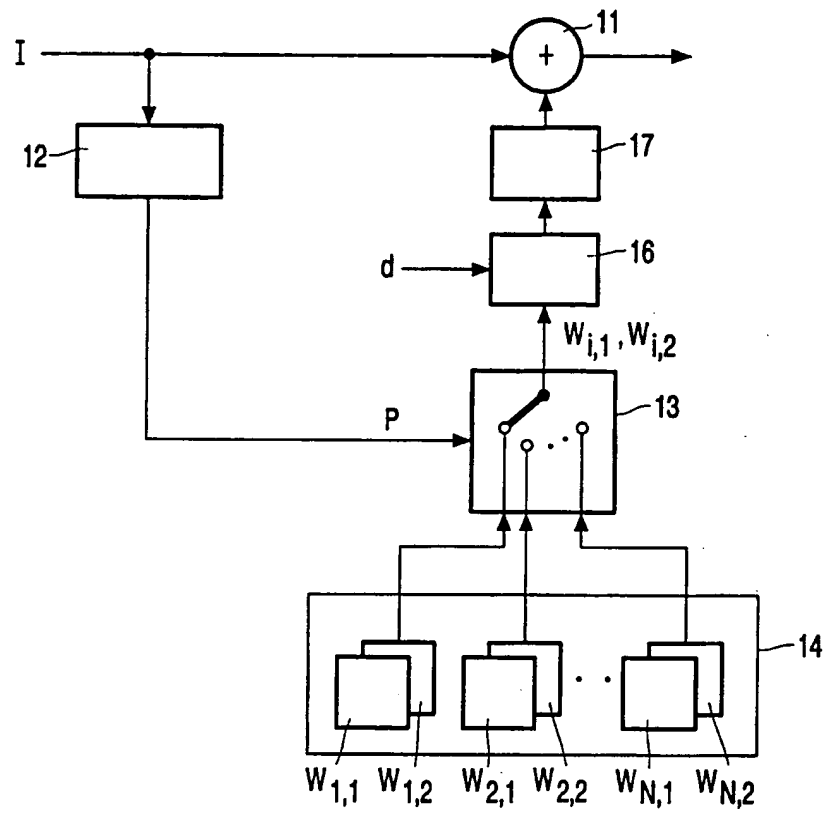 I
11
+
12
17
d
16
W_{i,1}, W_{i,2}
P
13
14
W_{1,1} W_{1,2} W_{2,1} W_{2,2} W_{N,1} W_{N,2}